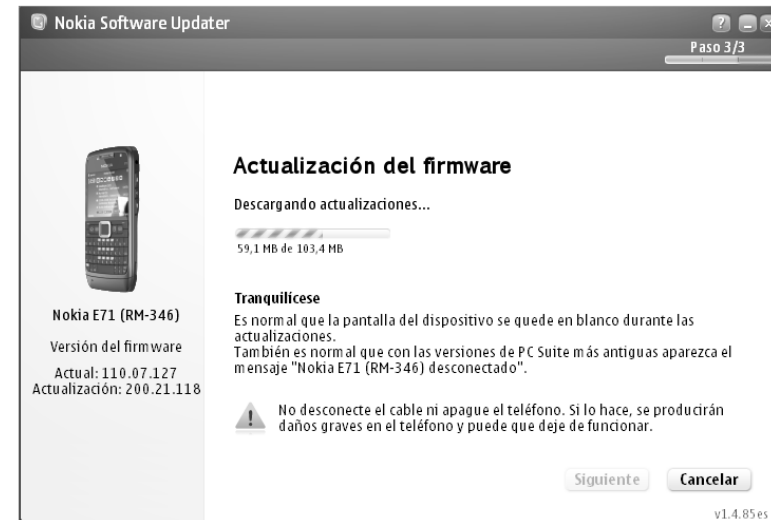 Nokia Software Updater
Paso 3/3
Actualización del firmware
Descargando actualizaciones...
59,1 MB de 103,4 MB
Tranquilícese
Es normal que la pantalla del dispositivo se quede en blanco durante las
actualizaciones.
También es normal que con las versiones de PC Suite más antiguas aparezca el
mensaje "Nokia E71 (RM-346) desconectado".
No desconecte el cable ni apague el teléfono. Si lo hace, se producirán
daños graves en el teléfono y puede que deje de funcionar.
Nokia E71 (RM-346)
Versión del firmware
Actual: 110.07.127
Actualización: 200.21.118
Siguiente
Cancelar
v1.4.85es